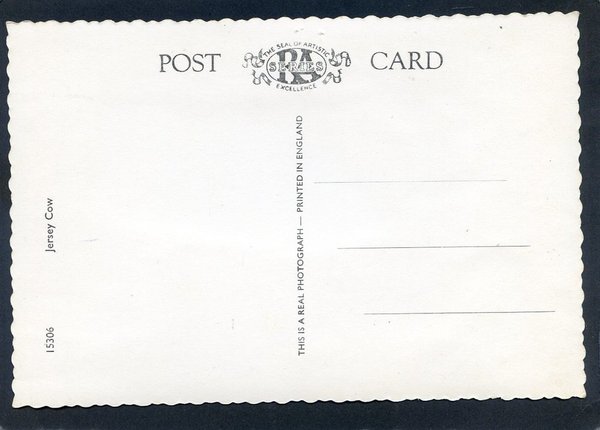 POST CARD
THE SEAL OF ARTISTIC
RA
SERIES
EXCELLENCE
THIS IS A REAL PHOTOGRAPH — PRINTED IN ENGLAND
Jersey Cow
15306